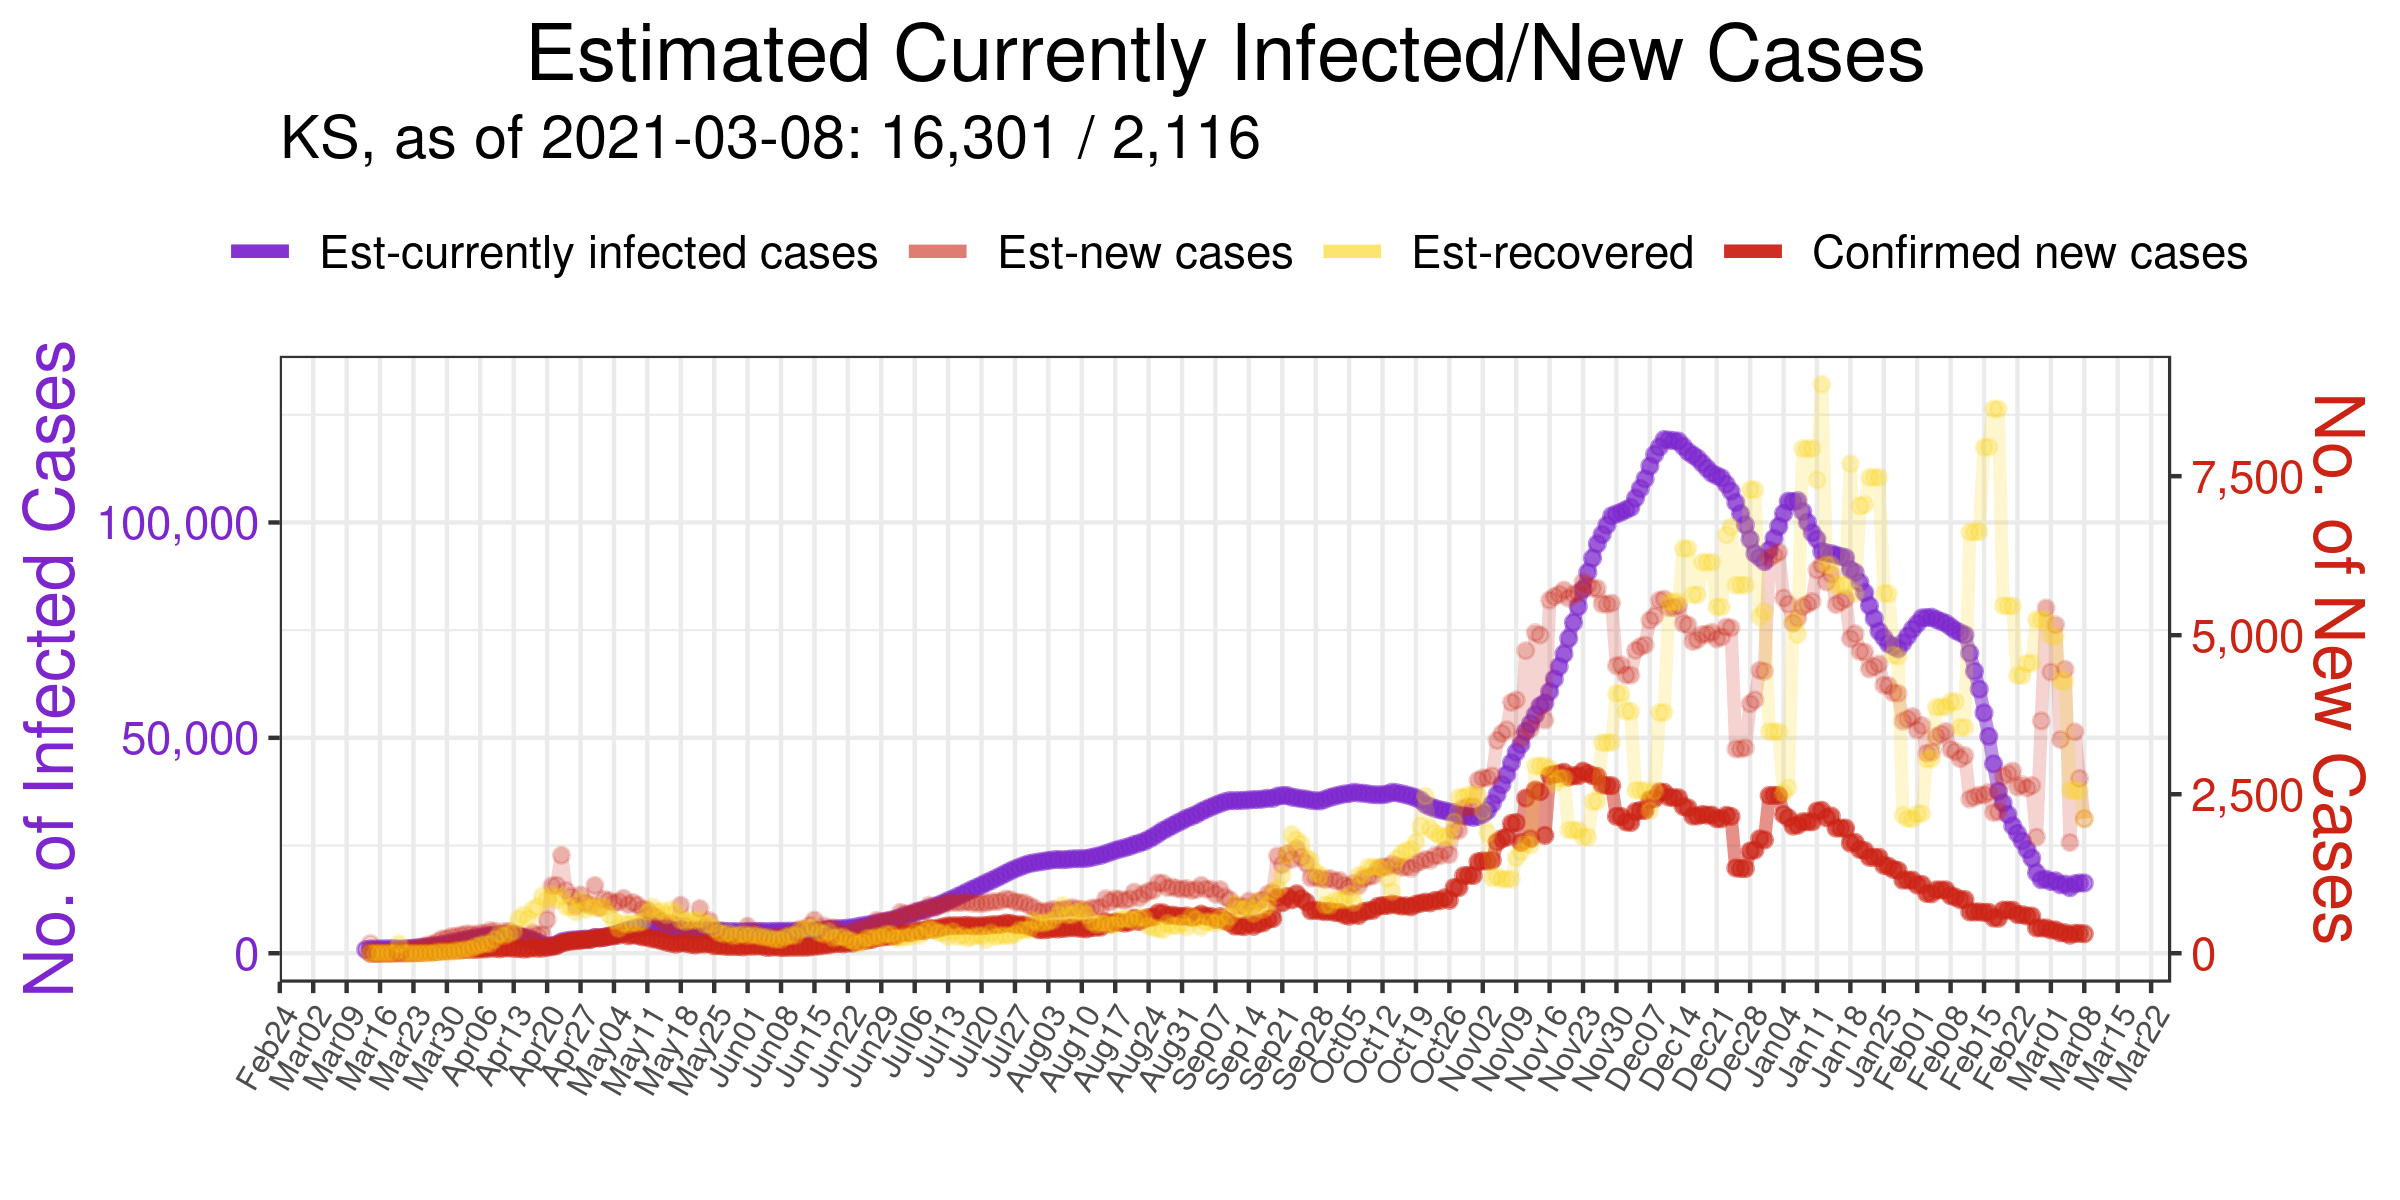 Estimated Currently Infected/New Cases
KS, as of 2021-03-08: 16,301 / 2,116
Est-currently infected cases Est-new cases Est-recovered Confirmed new cases
No. of Infected Cases
100,000
50,000
0
7,500
5,000
2,500
0
No. of New Cases
Feb24 Mar02 Mar09 Mar16 Mar23 Mar30 Apr06 Apr13 Apr20 Apr27 May04 May11 May18 May25 Jun01 Jun08 Jun15 Jun22 Jun29 Jul06 Jul13 Jul20 Jul27 Aug03 Aug10 Aug17 Aug24 Aug31 Sep07 Sep14 Sep21 Sep28 Oct05 Oct12 Oct19 Oct26 Nov02 Nov09 Nov16 Nov23 Nov30 Dec07 Dec14 Dec21 Dec28 Jan04 Jan11 Jan18 Jan25 Feb01 Feb08 Feb15 Feb22 Mar01 Mar08 Mar15 Mar22